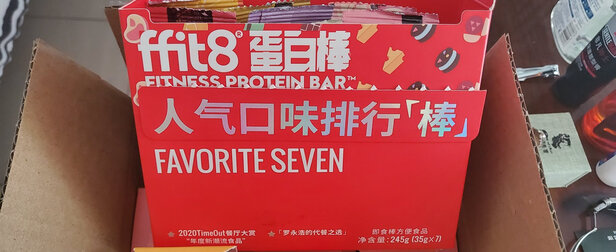 ffit8® 蛋白棒
FITNESS PROTEIN BAR™
人气口味排行「棒」
FAVORITE SEVEN
2020TimeOut餐厅大赏
"年度新潮流食品"
「罗永浩的代餐之选」
即食棒方便食品
净含量: 245g (35g×7)